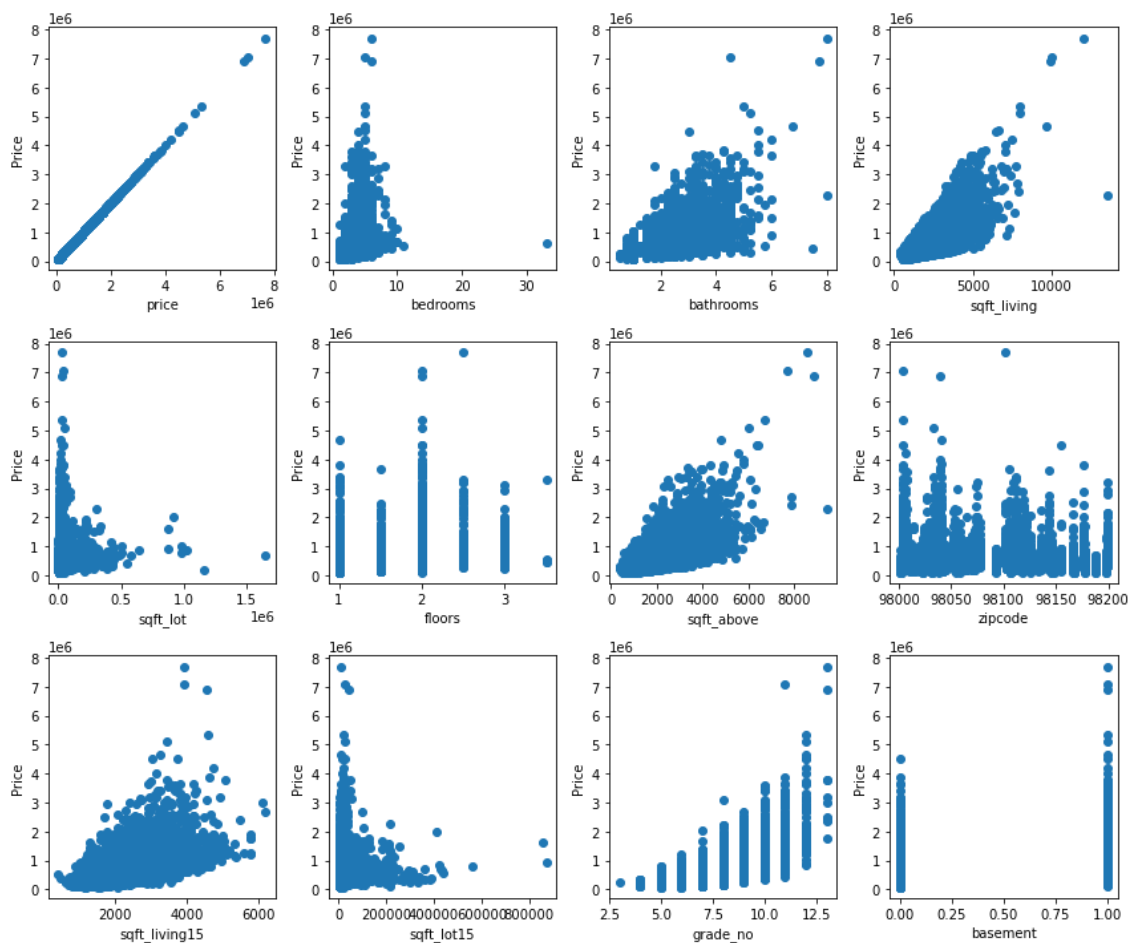 1e6
8
7
6
5
4
3
2
1
0
Price
0 2 4 6 8
1e6
price
1e6
8
7
6
5
4
3
2
1
0
Price
0 10 20 30
bedrooms
1e6
8
7
6
5
4
3
2
1
0
Price
2 4 6 8
bathrooms
1e6
8
7
6
5
4
3
2
1
0
Price
0 5000 10000
sqft_living
1e6
8
7
6
5
4
3
2
1
0
Price
0.0 0.5 1.0 1.5
1e6
sqft_lot
1e6
8
7
6
5
4
3
2
1
0
Price
1 2 3
floors
1e6
8
7
6
5
4
3
2
1
0
Price
0 2000 4000 6000 8000
sqft_above
1e6
8
7
6
5
4
3
2
1
0
Price
98000 98050 98100 98150 98200
zipcode
1e6
8
7
6
5
4
3
2
1
0
Price
2000 4000 6000
sqft_living15
1e6
8
7
6
5
4
3
2
1
0
Price
0 200000 400000 600000 800000
sqft_lot15
1e6
8
7
6
5
4
3
2
1
0
Price
2.5 5.0 7.5 10.0 12.5
grade_no
1e6
8
7
6
5
4
3
2
1
0
Price
0.00 0.25 0.50 0.75 1.00
basement